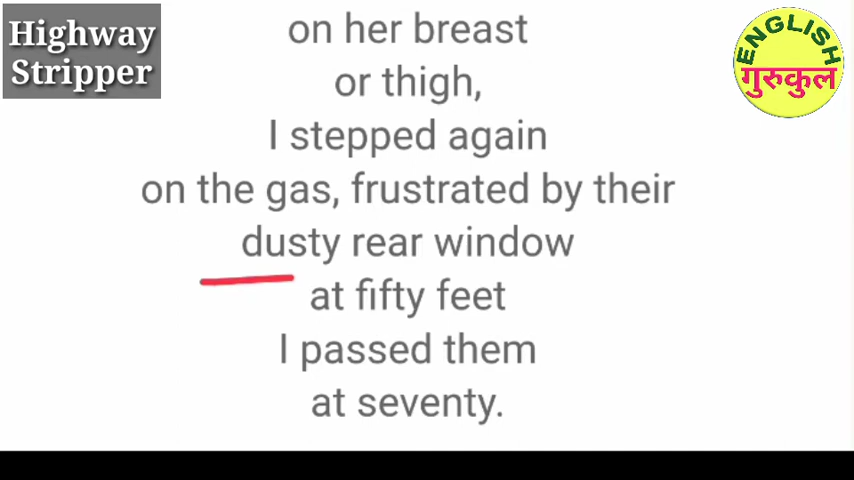 Highway
Stripper
ENGLISH
गुरुकुल
on her breast
or thigh,
I stepped again
on the gas, frustrated by their
dusty rear window
at fifty feet
I passed them
at seventy.